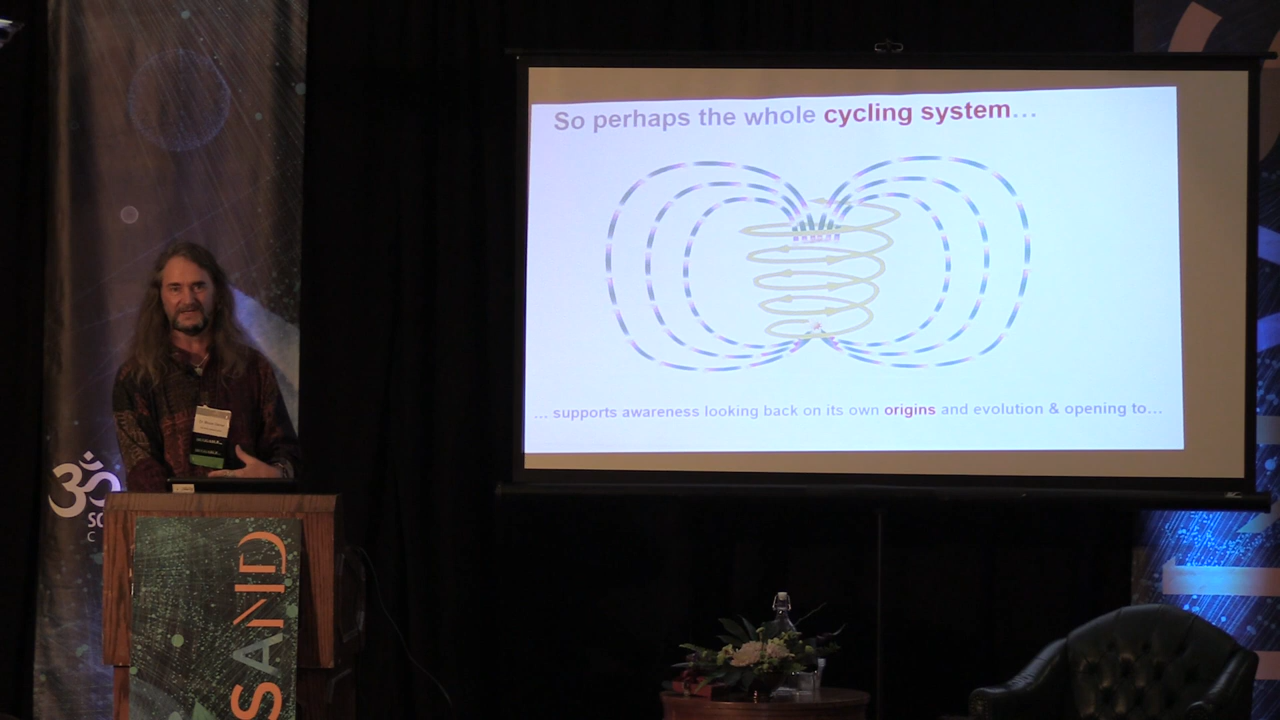 So perhaps the whole cycling system…
… supports awareness looking back on its own origins and evolution & opening to…
ॐ
SAND